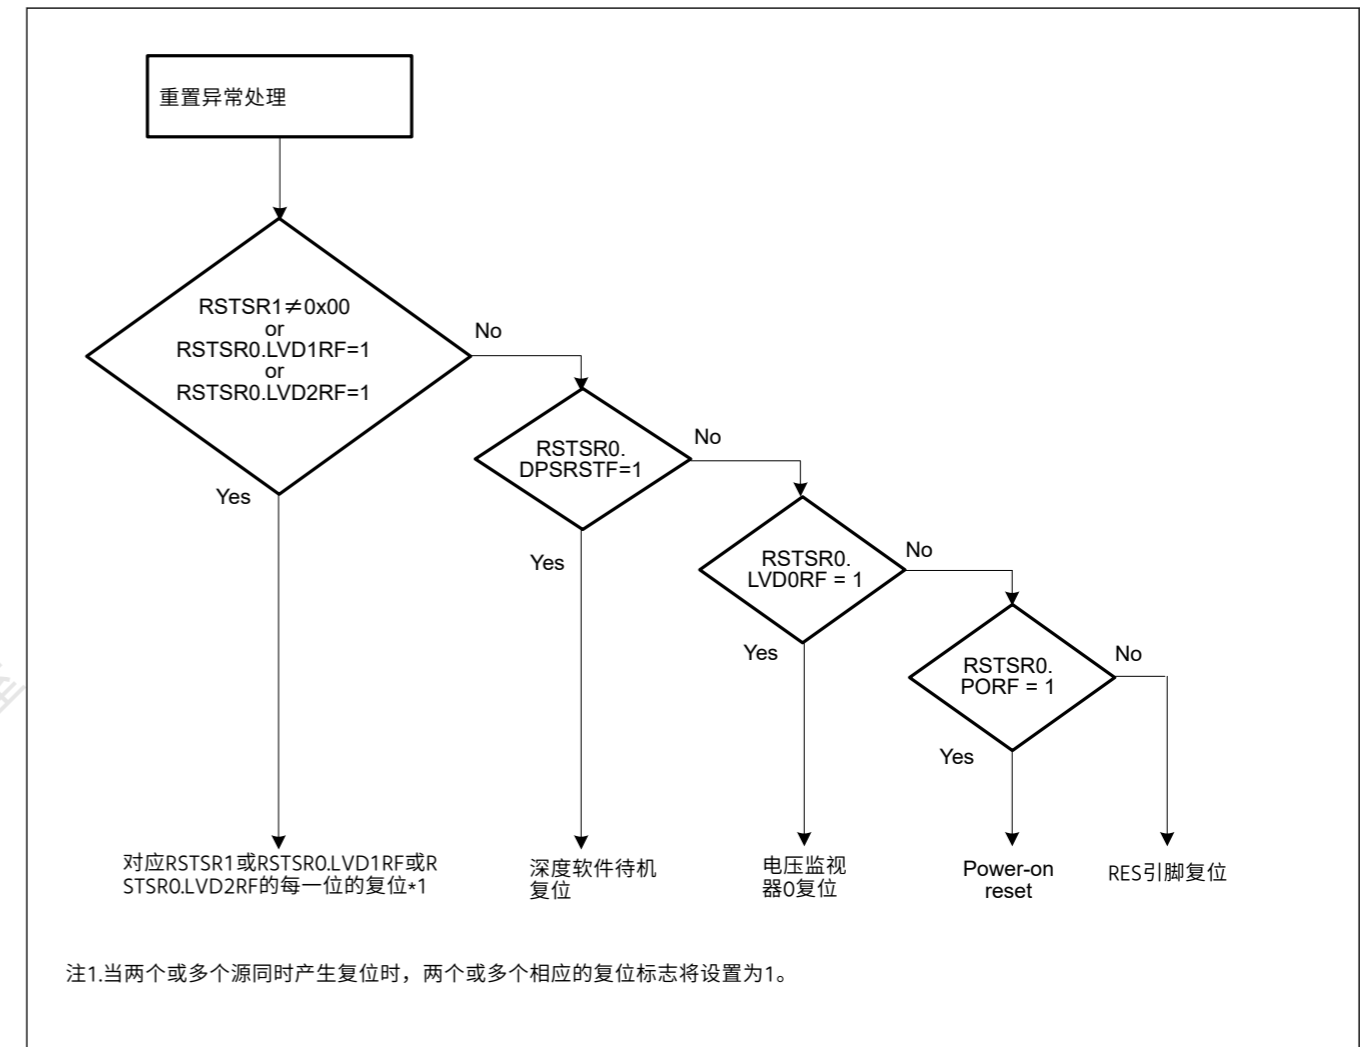 重置异常处理
RSTSR1≠0x00
or
RSTSR0.LVD1RF=1
or
RSTSR0.LVD2RF=1
No
Yes
RSTSR0.
DPSRSTF=1
No
Yes
RSTSR0.
LVD0RF = 1
No
Yes
RSTSR0.
PORF = 1
No
Yes
对应RSTSR1或RSTSR0.LVD1RF或R
STSR0.LVD2RF的每一位的复位*1
深度软件待机
复位
电压监视
器0复位
Power-on
reset
RES引脚复位
注1.当两个或多个源同时产生复位时，两个或多个相应的复位标志将设置为1。